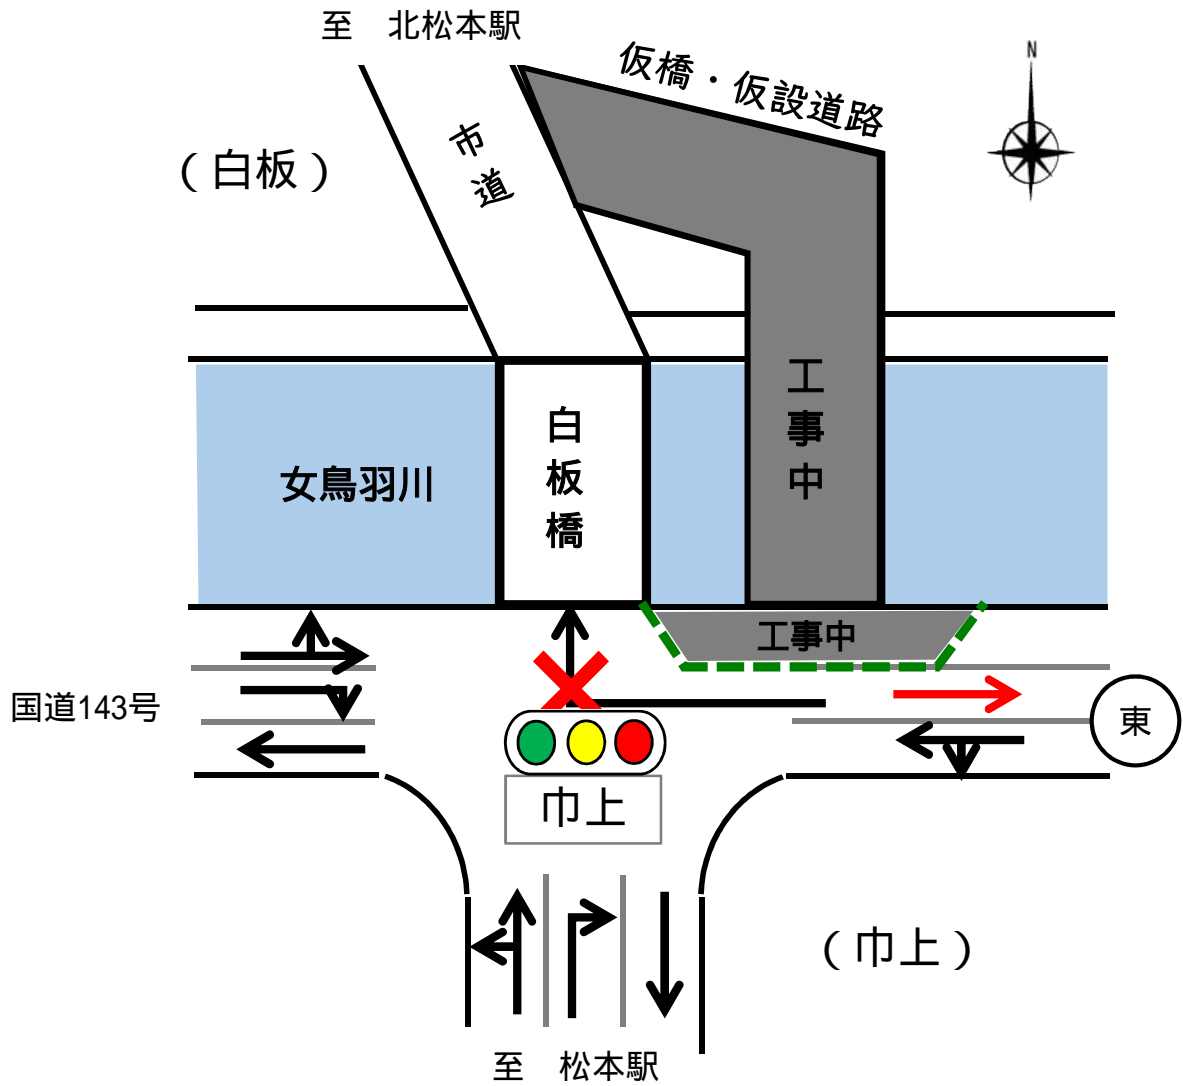 至　北松本駅
仮橋・仮設道路
N
市道
（白板）
工事中
白板橋
女鳥羽川
工事中
国道143号
東
巾上
（巾上）
至　松本駅